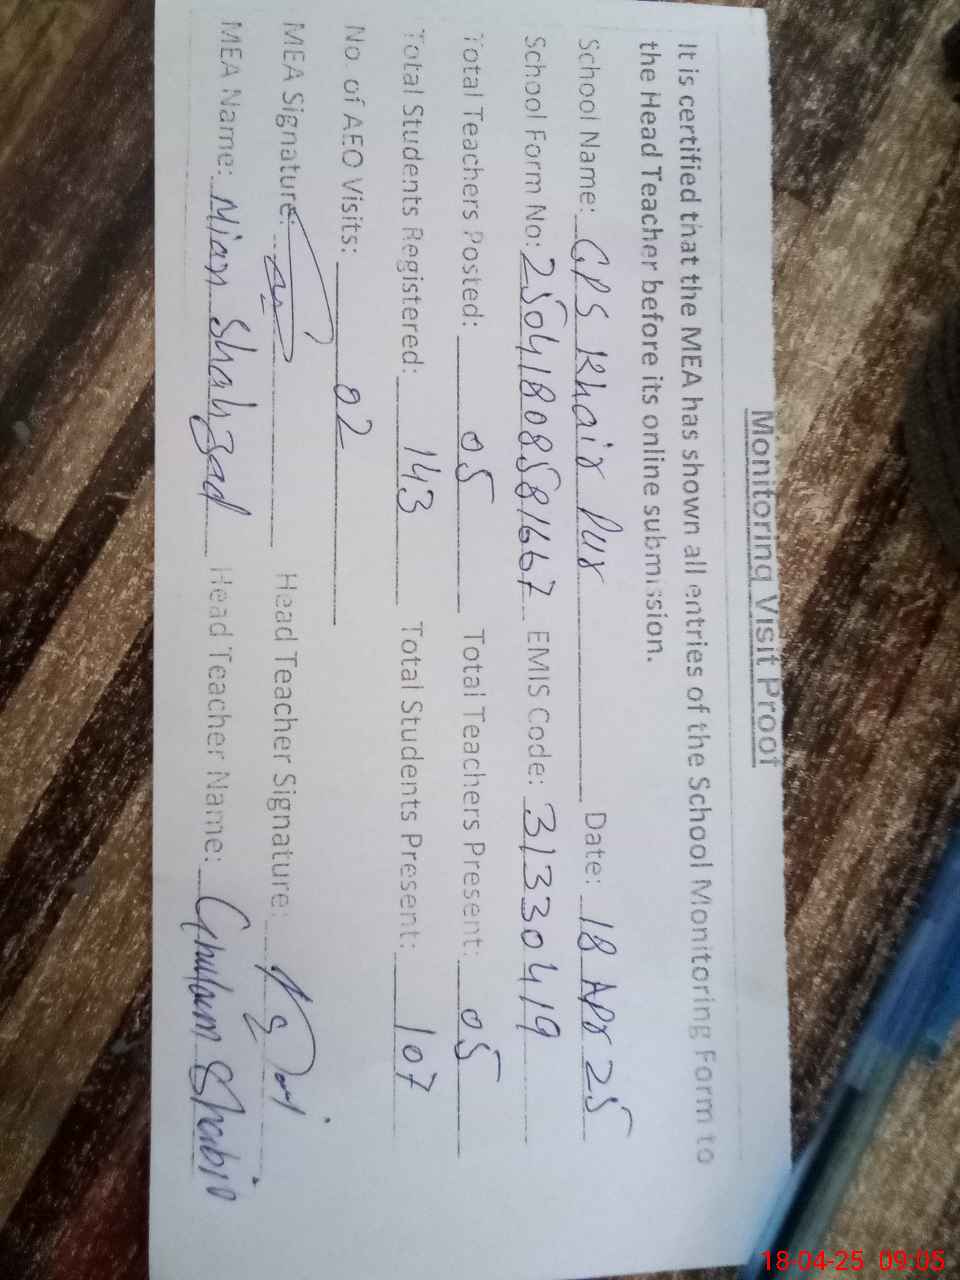 Monitoring Visit Proof
It is certified that the MEA has shown all entries of the School Monitoring Form to
the Head Teacher before its online submission.
School Name: GPS Khair Pur Date: 18 Apr 25
School Form No: 25041808581667 EMIS Code: 31330419
Total Teachers Posted: 05 Total Teachers Present: 05
Total Students Registered: 143 Total Students Present: 107
No. of AEO Visits: 02
MEA Signature: Head Teacher Signature:
MEA Name: Mian Shahzad Head Teacher Name: Ghulam Shabir
18-04-25 09:05